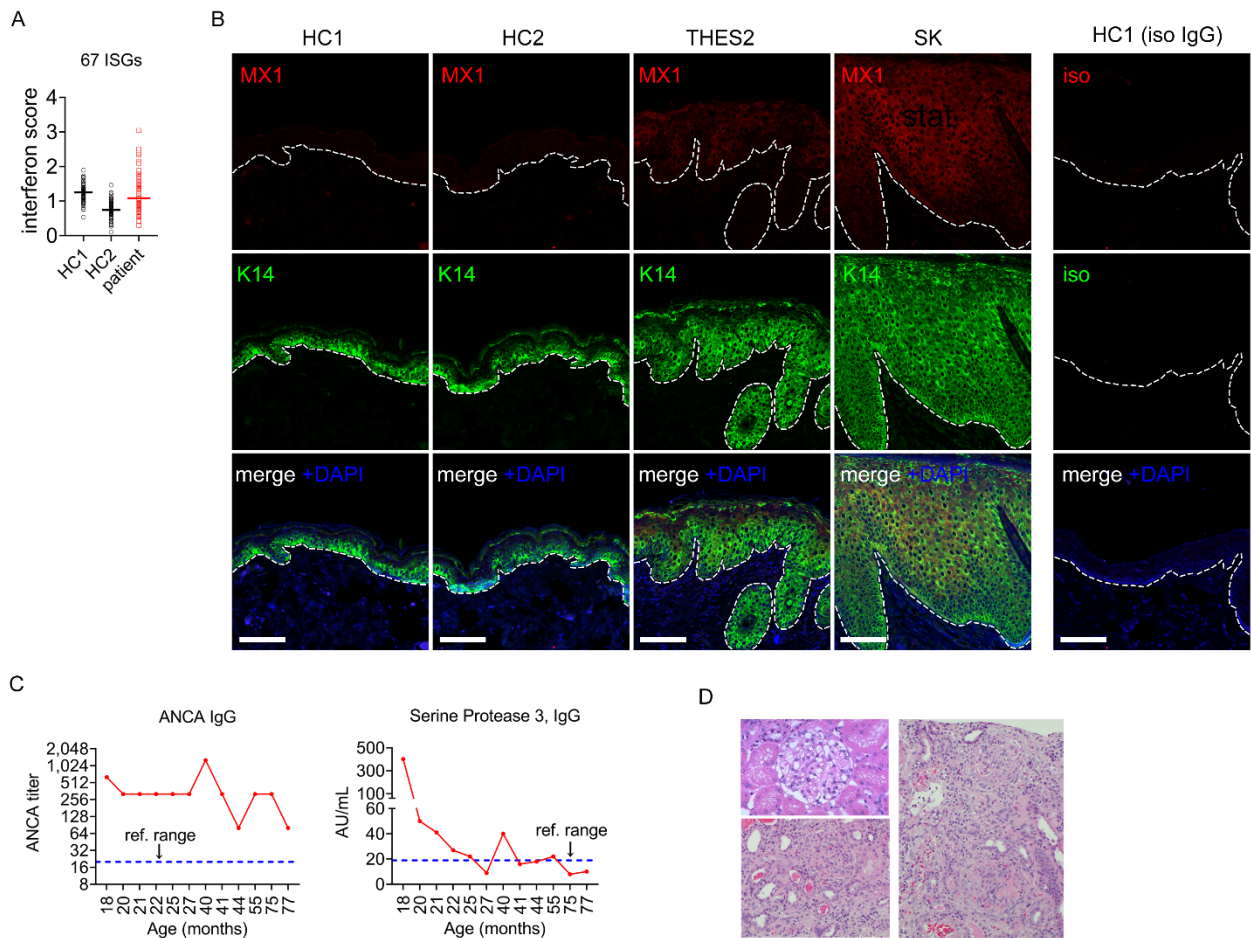 A
67 ISGs
interferon score
4
3
2
1
0
HC1
HC2
patient
B
HC1
HC2
THES2
SK
HC1 (iso IgG)
MX1
MX1
MX1
MX1
iso
stat
K14
K14
K14
K14
iso
merge +DAPI
merge +DAPI
merge +DAPI
merge +DAPI
merge +DAPI
C
ANCA IgG
ANCA titer
2,048
1,024
512
256
128
64
32
16
8
ref. range
18
20
21
22
25
27
40
41
44
55
75
77
Age (months)
Serine Protease 3, IgG
AU/mL
500
300
100
60
40
20
0
ref. range
18
20
21
22
25
27
40
41
44
55
75
77
Age (months)
D